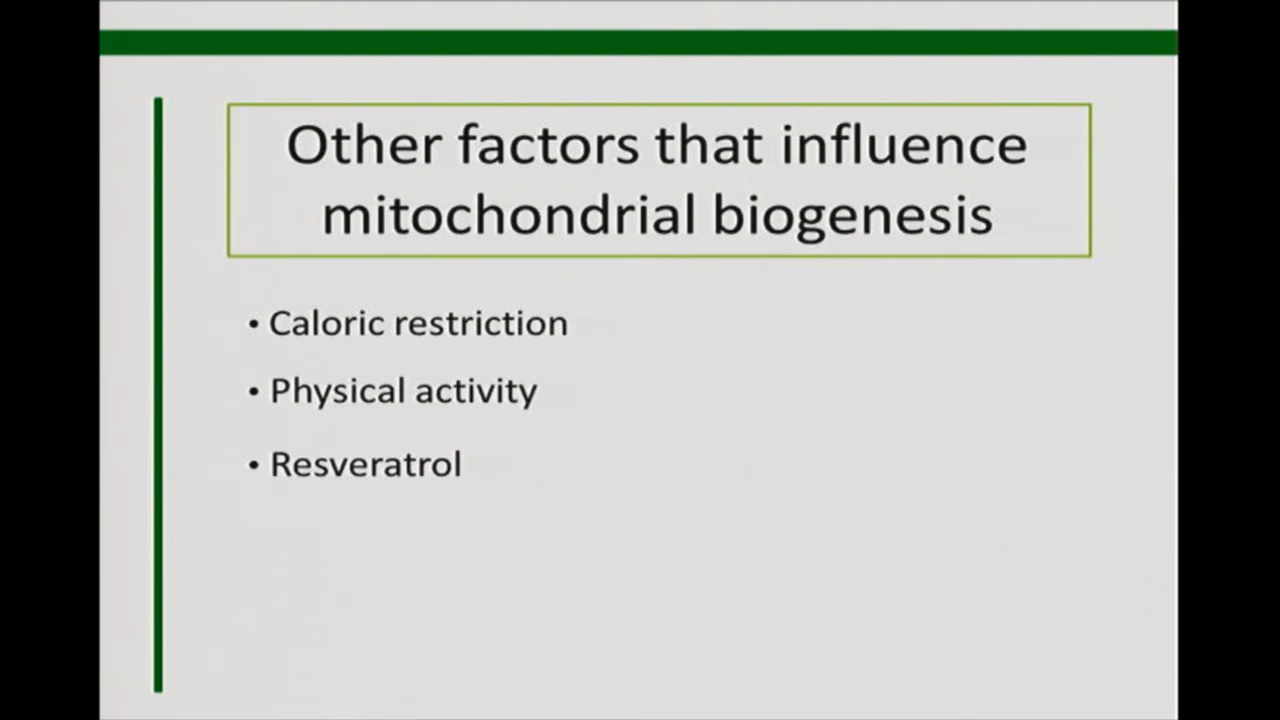 Other factors that influence
mitochondrial biogenesis
• Caloric restriction
• Physical activity
• Resveratrol